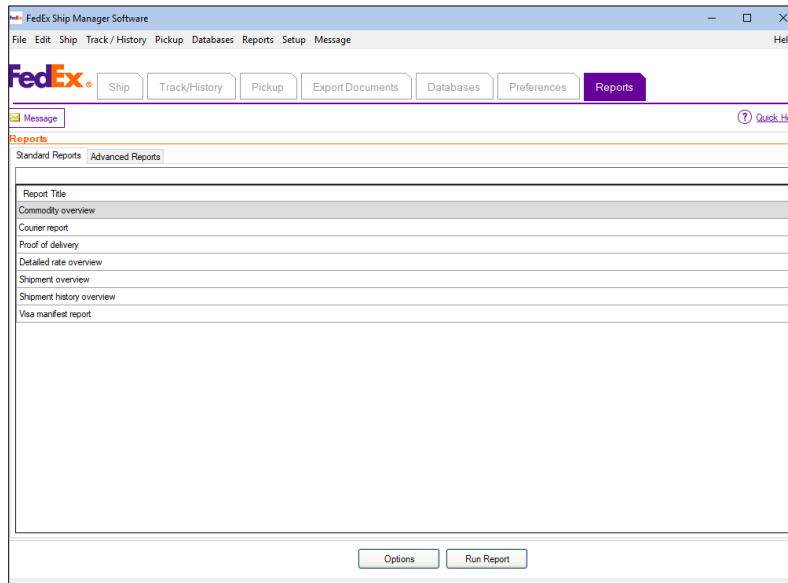 FedEx Ship Manager Software
File Edit Ship Track / History Pickup Databases Reports Setup Message Hel
FedEx® Ship Track/History Pickup Export Documents Databases Preferences Reports
Message ? Quick He
Reports
Standard Reports Advanced Reports
Report Title
Commodity overview
Courier report
Proof of delivery
Detailed rate overview
Shipment overview
Shipment history overview
Visa manifest report
Options Run Report